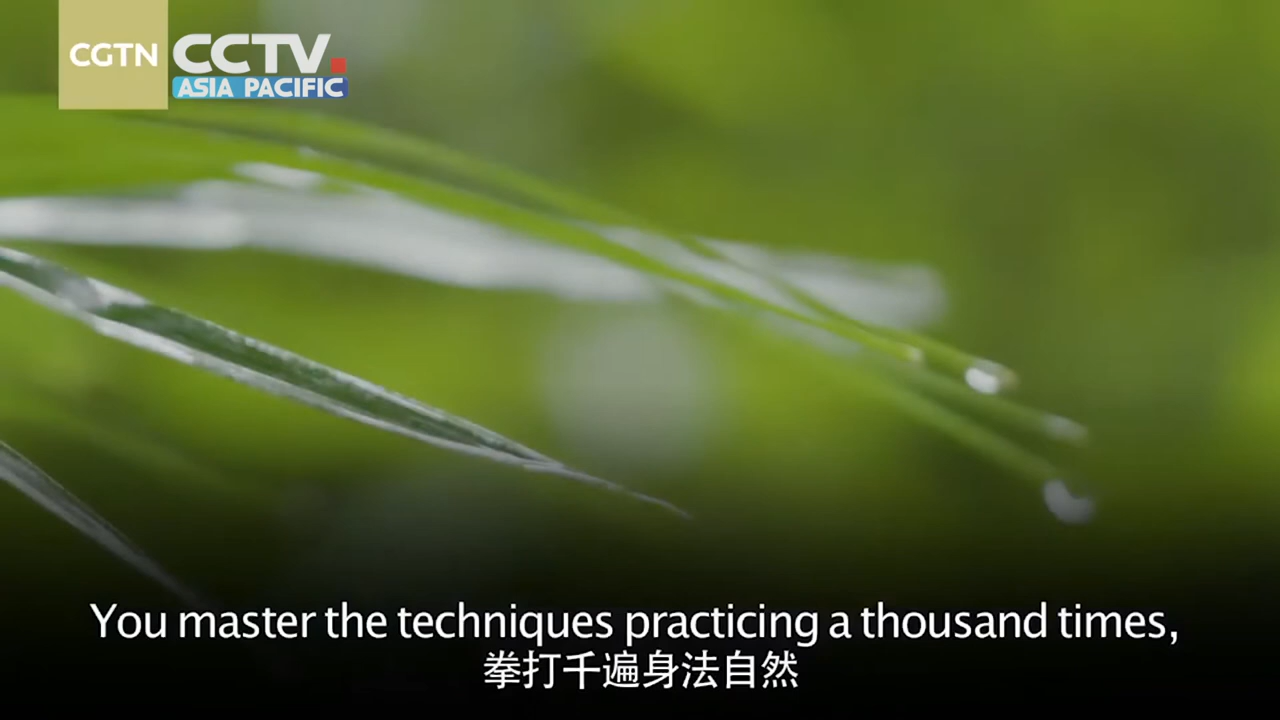 CGTN
CCTV.
ASIA PACIFIC
You master the techniques practicing a thousand times,
拳打千遍身法自然